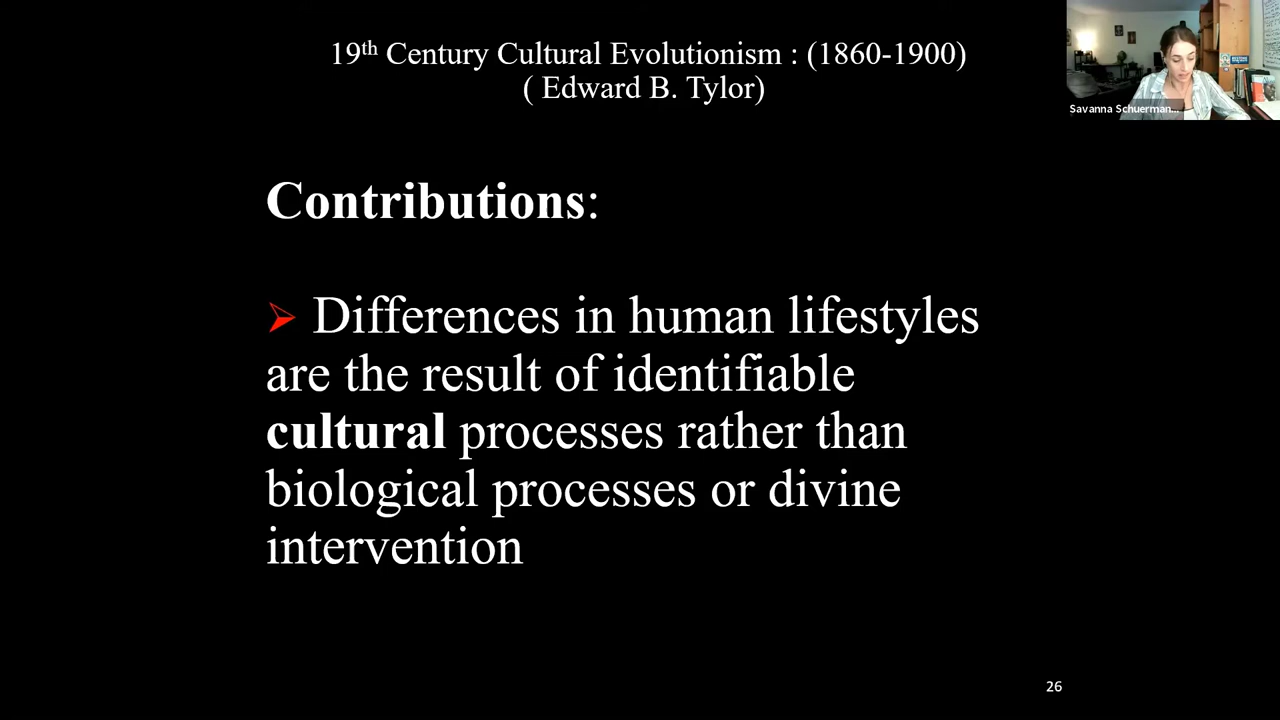 19th Century Cultural Evolutionism : (1860-1900)
( Edward B. Tylor)
Savanna Schuerman...
Contributions:
➢ Differences in human lifestyles
are the result of identifiable
cultural processes rather than
biological processes or divine
intervention
26